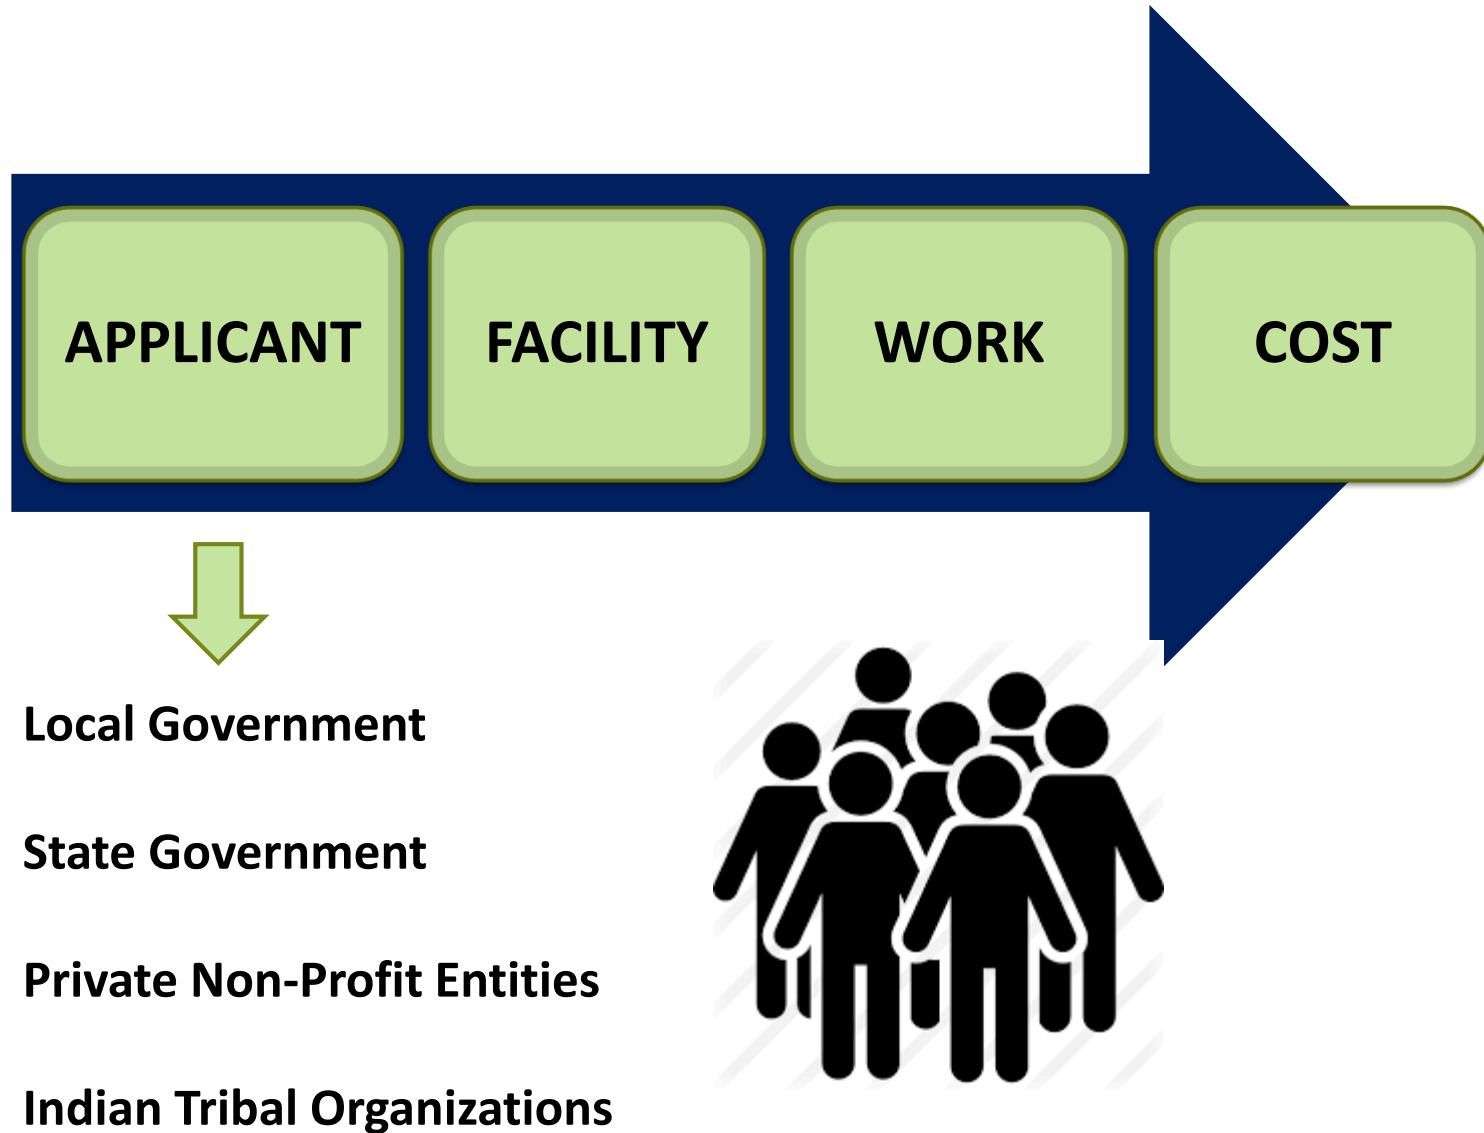 APPLICANT
FACILITY
WORK
COST
Local Government
State Government
Private Non-Profit Entities
Indian Tribal Organizations